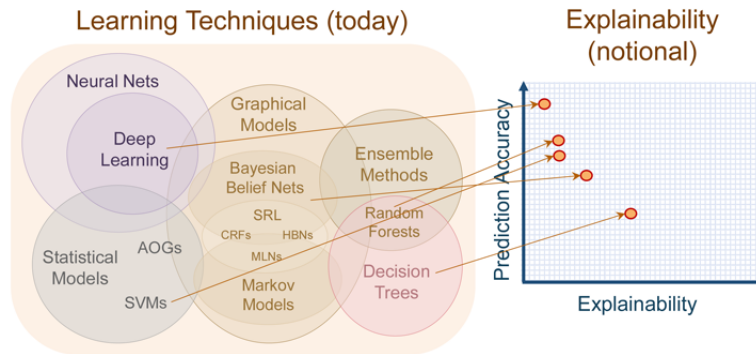 Learning Techniques (today)
Neural Nets
Deep
Learning
Graphical
Models
Bayesian
Belief Nets
SRL
CRFs
HBNs
MLNs
Markov
Models
Ensemble
Methods
Random
Forests
Decision
Trees
Statistical
Models
AOGs
SVMs
Explainability
(notional)
Prediction Accuracy
Explainability